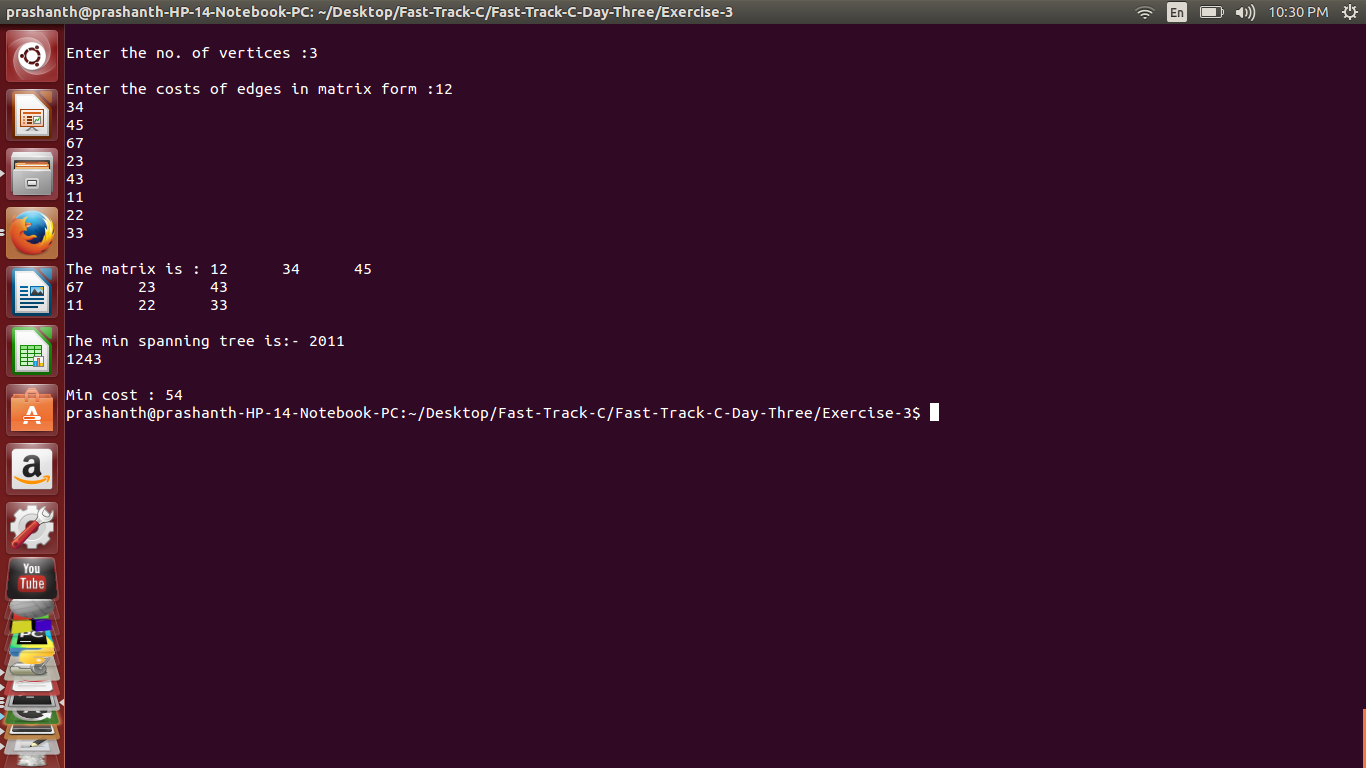 prashanth@prashanth-HP-14-Notebook-PC: ~/Desktop/Fast-Track-C/Fast-Track-C-Day-Three/Exercise-3
En
10:30 PM
Enter the no. of vertices :3
Enter the costs of edges in matrix form :12
34
45
67
23
43
11
22
33
The matrix is : 12 34 45
67 23 43
11 22 33
The min spanning tree is:- 2011
1243
Min cost : 54
prashanth@prashanth-HP-14-Notebook-PC:~/Desktop/Fast-Track-C/Fast-Track-C-Day-Three/Exercise-3$
a
You
Tube
PC